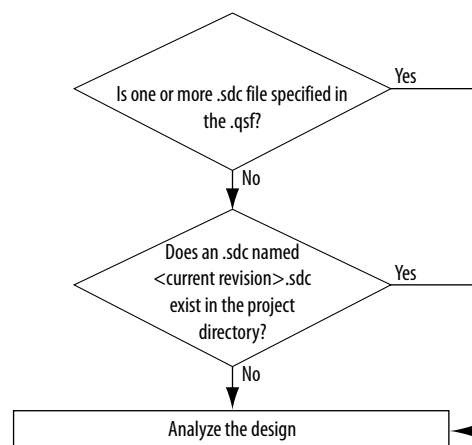 Is one or more .sdc file specified in
the .qsf?
Yes
No
Does an .sdc named
<current revision>.sdc
exist in the project
directory?
Yes
No
Analyze the design